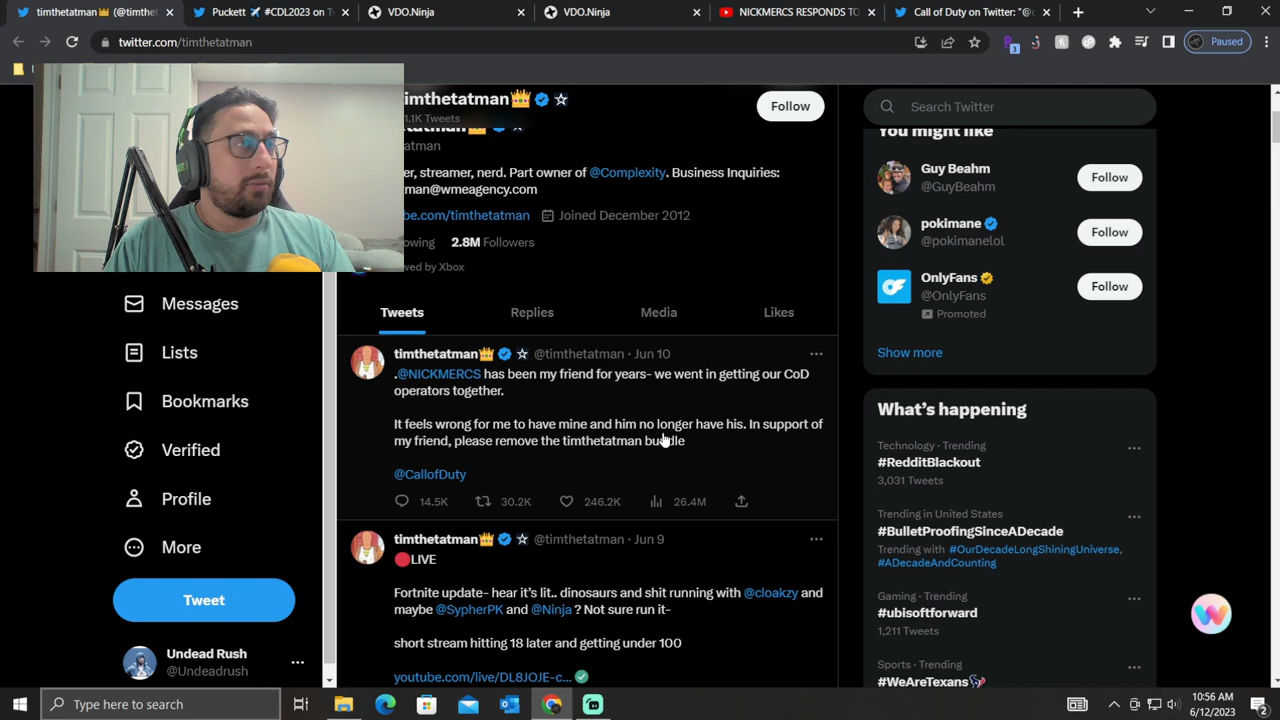 timthetatman👑 (@timthet
Puckett ✈ #CDL2023 on T
VDO.Ninja
VDO.Ninja
NICKMERCS RESPONDS TO
Call of Duty on Twitter: "@c
twitter.com/timthetatman
Paused
imthetatman👑
1.1K Tweets
Follow
Search Twitter
atman
er, streamer, nerd. Part owner of @Complexity. Business Inquiries:
tman@wmeagency.com
be.com/timthetatman
Joined December 2012
owing
2.8M Followers
wed by Xbox
Tweets
Replies
Media
Likes
timthetatman👑 @timthetatman · Jun 10
.@NICKMERCS has been my friend for years- we went in getting our CoD
operators together.
It feels wrong for me to have mine and him no longer have his. In support of
my friend, please remove the timthetatman bundle
@CallofDuty
14.5K
30.2K
246.2K
26.4M
timthetatman👑 @timthetatman · Jun 9
🔴LIVE
Fortnite update- hear it's lit.. dinosaurs and shit running with @cloakzy and
maybe @SypherPK and @Ninja ? Not sure run it-
short stream hitting 18 later and getting under 100
youtube.com/live/DL8JOJE-c...
Messages
Lists
Bookmarks
Verified
Profile
More
Tweet
Undead Rush
@Undeadrush
You might like
Guy Beahm
@GuyBeahm
Follow
pokimane
@pokimanelol
Follow
OnlyFans
@OnlyFans
Promoted
Follow
Show more
What's happening
Technology · Trending
#RedditBlackout
3,031 Tweets
Trending in United States
#BulletProofingSinceADecade
Trending with #OurDecadeLongShiningUniverse,
#ADecadeAndCounting
Gaming · Trending
#ubisoftforward
1,211 Tweets
Sports · Trending
#WeAreTexans
Type here to search
10:56 AM
6/12/2023
2